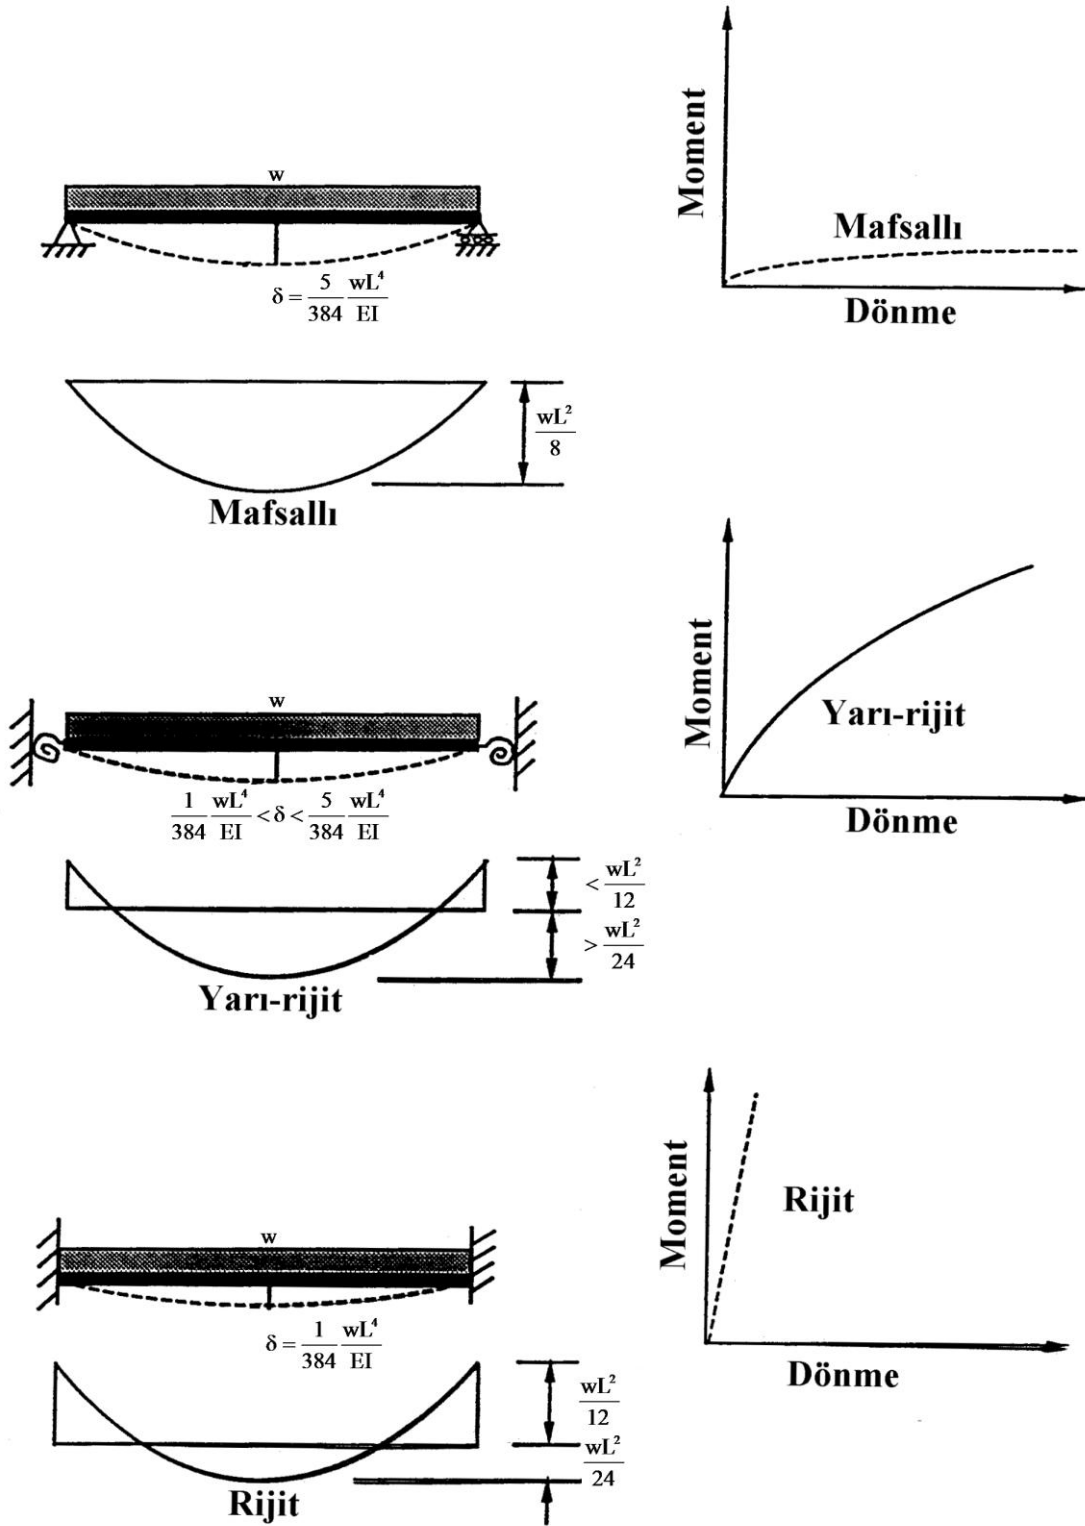 w
δ = 5/384 wL⁴/EI
wL²/8
Mafsallı
Moment
Mafsallı
Dönme
w
1/384 wL⁴/EI < δ < 5/384 wL⁴/EI
< wL²/12
> wL²/24
Yarı-rijit
Moment
Yarı-rijit
Dönme
w
δ = 1/384 wL⁴/EI
wL²/12
wL²/24
Rijit
Moment
Rijit
Dönme